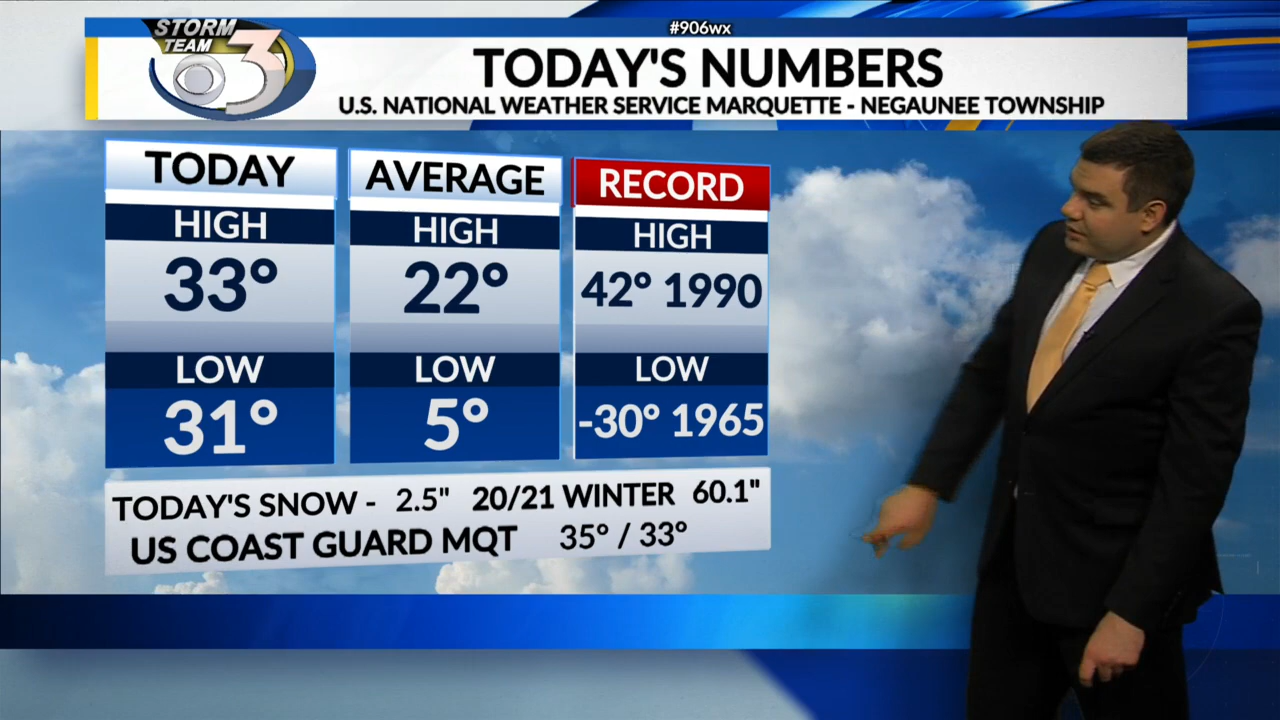 STORM
TEAM
3
#906wx
TODAY'S NUMBERS
U.S. NATIONAL WEATHER SERVICE MARQUETTE - NEGAUNEE TOWNSHIP
TODAY
HIGH
33°
LOW
31°
AVERAGE
HIGH
22°
LOW
5°
RECORD
HIGH
42° 1990
LOW
-30° 1965
TODAY'S SNOW - 2.5" 20/21 WINTER 60.1"
US COAST GUARD MQT 35° / 33°